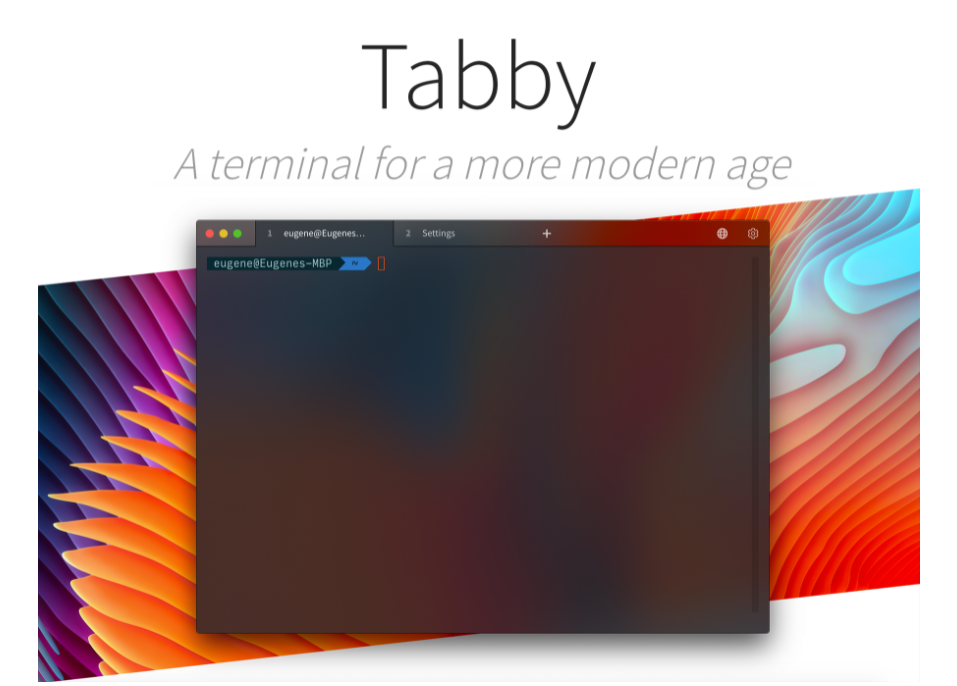 Tabby
A terminal for a more modern age
1 eugene@Eugenes... 2 Settings +
eugene@Eugenes-MBP ~